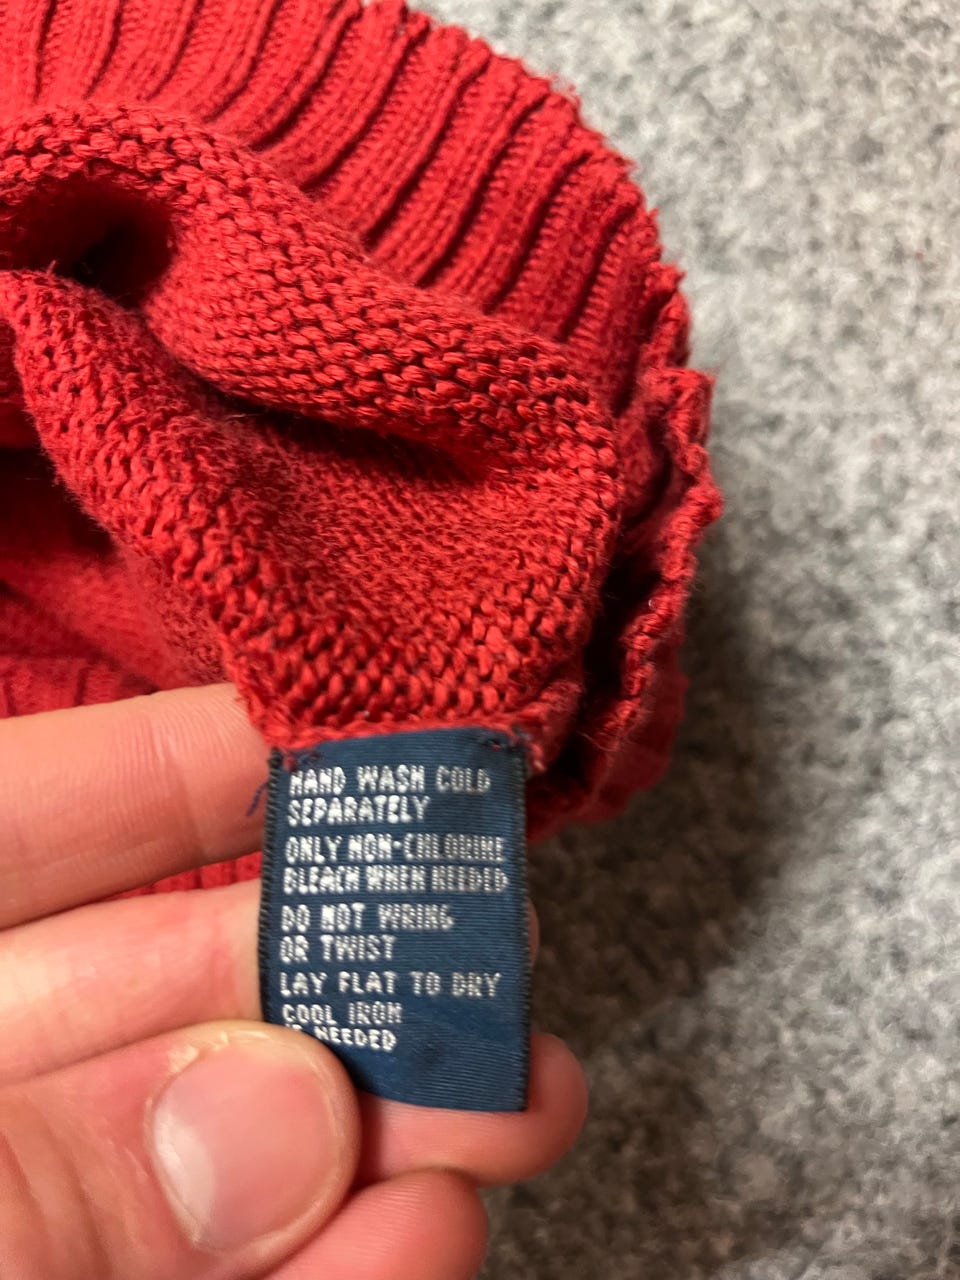 HAND WASH COLD
SEPARATELY
ONLY NON-CHLORINE
BLEACH WHEN NEEDED
DO NOT WRING
OR TWIST
LAY FLAT TO DRY
COOL IRON
IF NEEDED